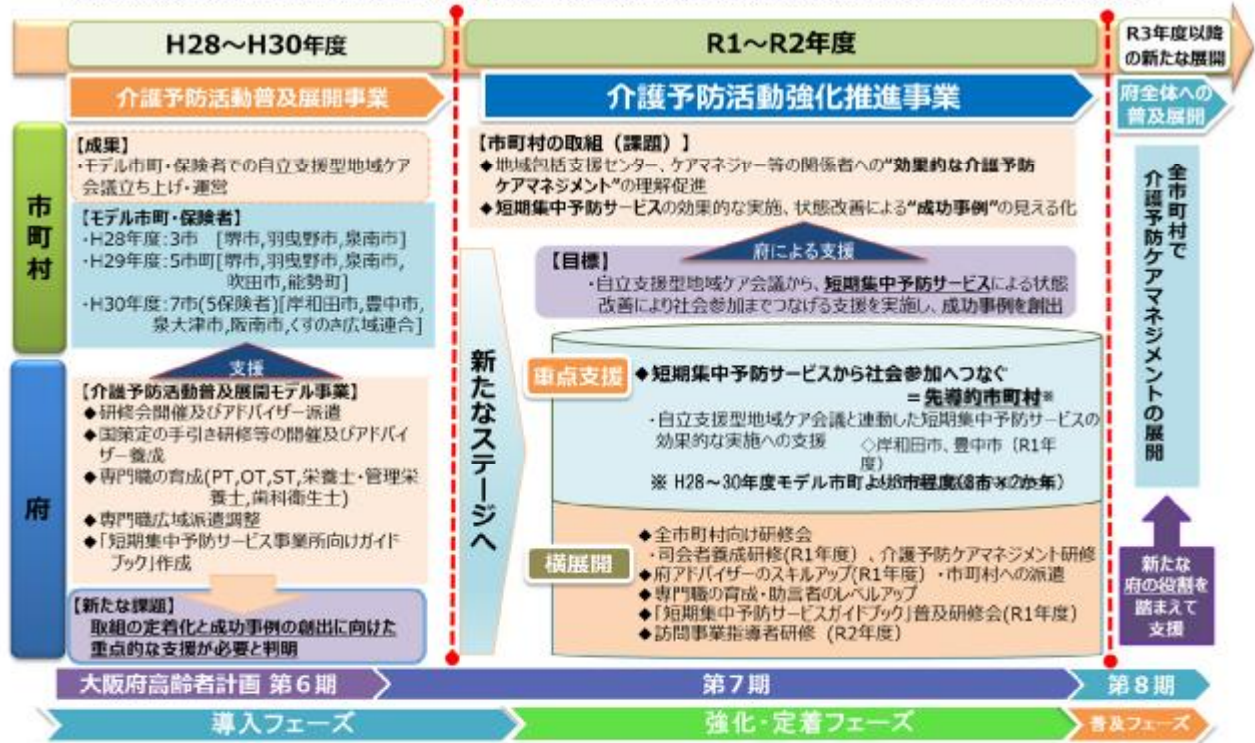 H28～H30年度
R1～R2年度
R3年度以降
の新たな展開
介護予防活動普及展開事業
介護予防活動強化推進事業
府全体への
普及展開
市町村
【成果】
・モデル市町・保険者での自立支援型地域ケア
会議立ち上げ・運営
【モデル市町・保険者】
・H28年度:3市 [堺市,羽曳野市,泉南市]
・H29年度:5市町[堺市,羽曳野市,泉南市,
吹田市,能勢町]
・H30年度:7市(5保険者)[岸和田市,豊中市,
泉大津市,阪南市,くすのき広域連合]
府
支援
【介護予防活動普及展開モデル事業】
◆研修会開催及びアドバイザー派遣
◆国策定の手引き研修等の開催及びアドバイ
ザー養成
◆専門職の育成(PT,OT,ST,栄養士・管理栄
養士,歯科衛生士)
◆専門職広域派遣調整
◆「短期集中予防サービス事業所向けガイド
ブック」作成
【新たな課題】
取組の定着化と成功事例の創出に向けた
重点的な支援が必要と判明
新たなステージへ
【市町村の取組（課題）】
◆地域包括支援センター、ケアマネジャー等の関係者への“効果的な介護予防
ケアマネジメント”の理解促進
◆短期集中予防サービスの効果的な実施、状態改善による“成功事例”の見える化
府による支援
【目標】
・自立支援型地域ケア会議から、短期集中予防サービスによる状態
改善により社会参加までつなげる支援を実施し、成功事例を創出
重点支援
◆短期集中予防サービスから社会参加へつなぐ
＝先導的市町村※
・自立支援型地域ケア会議と連動した短期集中予防サービスの
効果的な実施への支援
◇岸和田市、豊中市（R1年
度）
※ H28～30年度モデル市町より
横展開
◆全市町村向け研修会
・司会者養成研修(R1年度）、介護予防ケアマネジメント研修
◆府アドバイザーのスキルアップ(R1年度）・市町村への派遣
◆専門職の育成・助言者のレベルアップ
◆「短期集中予防サービスガイドブック」普及研修会(R1年度）
◆訪問事業指導者研修（R2年度）
全市町村で
介護予防ケアマネジメントの展開
新たな
府の役割を
踏まえて
支援
大阪府高齢者計画 第６期
第７期
第８期
導入フェーズ
強化・定着フェーズ
普及フェーズ